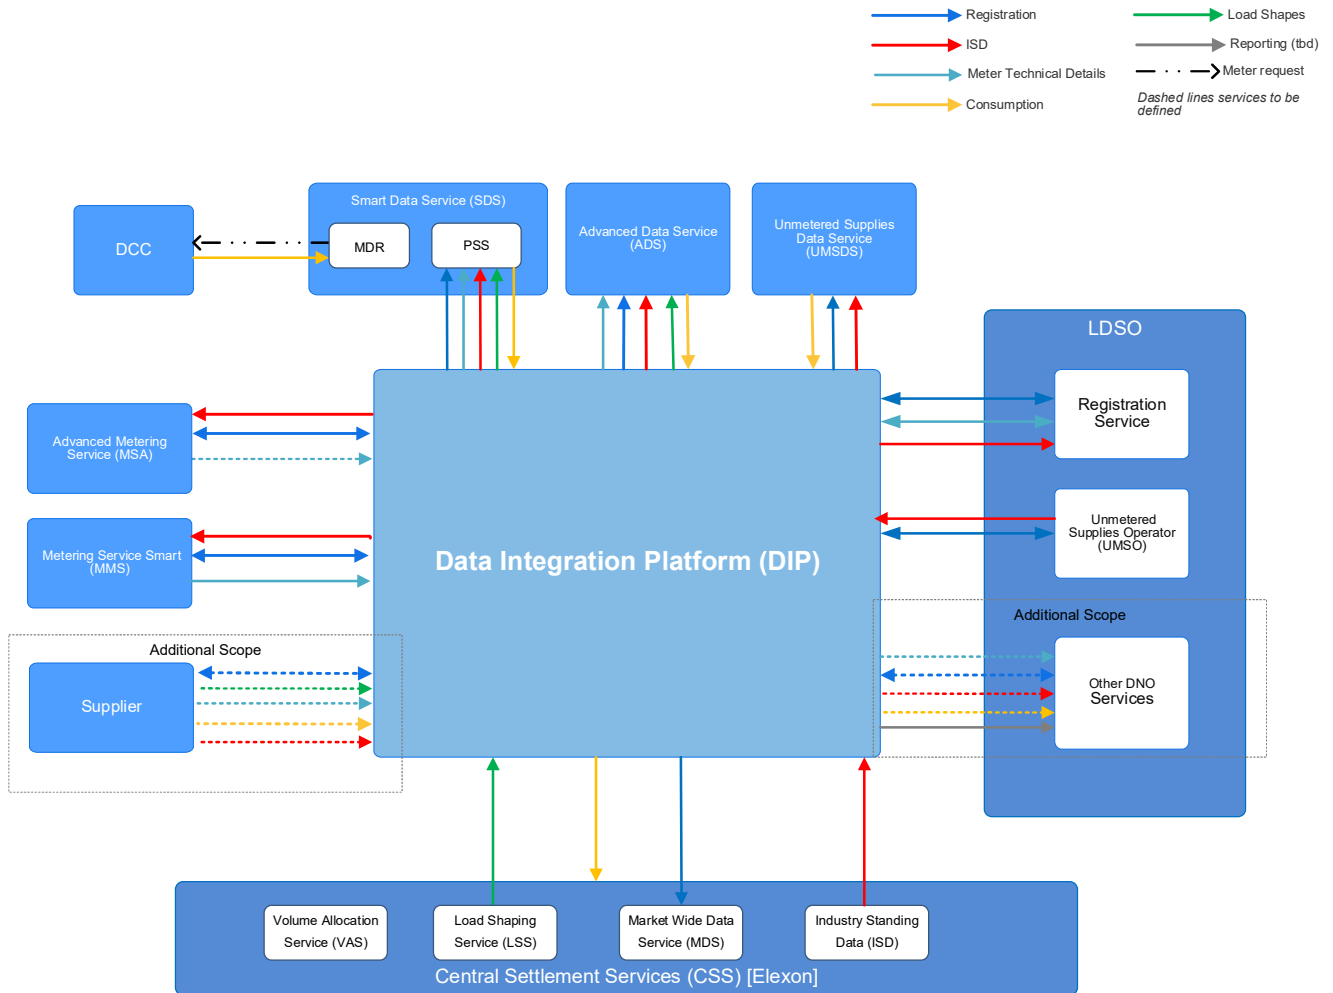 Registration
Load Shapes
ISD
Reporting (tbd)
Meter Technical Details
Meter request
Consumption
Dashed lines services to be
defined
Smart Data Service (SDS)
MDR
PSS
DCC
Advanced Data Service
(ADS)
Unmetered Supplies
Data Service
(UMSDS)
LDSO
Registration
Service
Advanced Metering
Service (MSA)
Unmetered
Supplies Operator
(UMSO)
Metering Service Smart
(MMS)
Data Integration Platform (DIP)
Additional Scope
Additional Scope
Supplier
Other DNO
Services
Volume Allocation
Service (VAS)
Load Shaping
Service (LSS)
Market Wide Data
Service (MDS)
Industry Standing
Data (ISD)
Central Settlement Services (CSS) [Elexon]